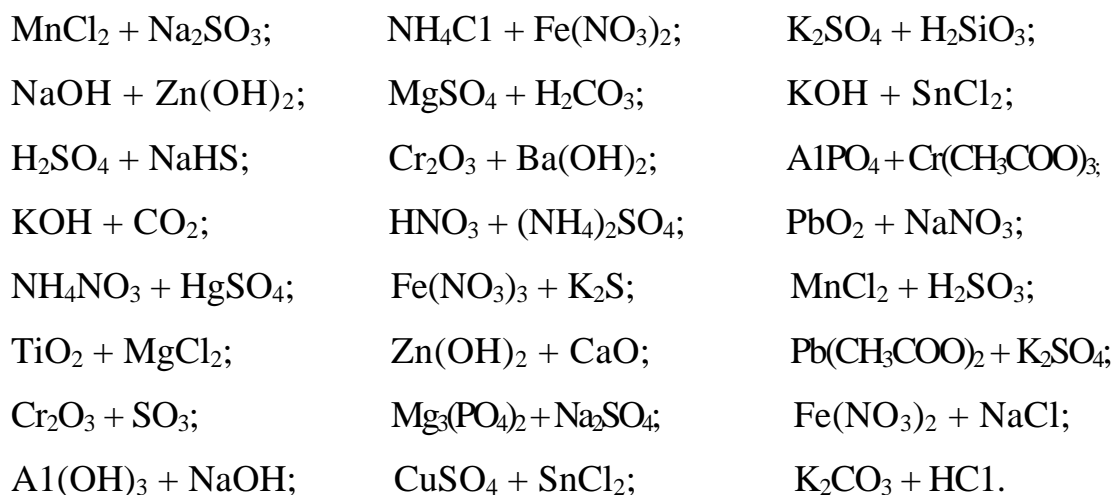 MnCl₂ + Na₂SO₃; NH₄C1 + Fe(NO₃)₂; K₂SO₄ + H₂SiO₃;
NaOH + Zn(OH)₂; MgSO₄ + H₂CO₃; KOH + SnCl₂;
H₂SO₄ + NaHS; Cr₂O₃ + Ba(OH)₂; A1PO₄ + Cr(CH₃COO)₃;
KOH + CO₂; HNO₃ + (NH₄)₂SO₄; PbO₂ + NaNO₃;
NH₄NO₃ + HgSO₄; Fe(NO₃)₃ + K₂S; MnCl₂ + H₂SO₃;
TiO₂ + MgCl₂; Zn(OH)₂ + CaO; Pb(CH₃COO)₂ + K₂SO₄;
Cr₂O₃ + SO₃; Mg₃(PO₄)₂ + Na₂SO₄; Fe(NO₃)₂ + NaCl;
A1(OH)₃ + NaOH; CuSO₄ + SnCl₂; K₂CO₃ + HC1.